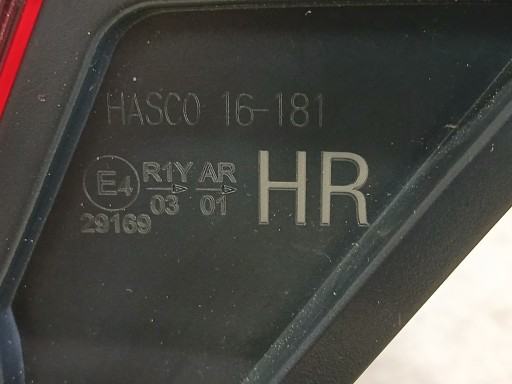 HASCO 16-181
E4 R1Y AR HR
03 01
29169